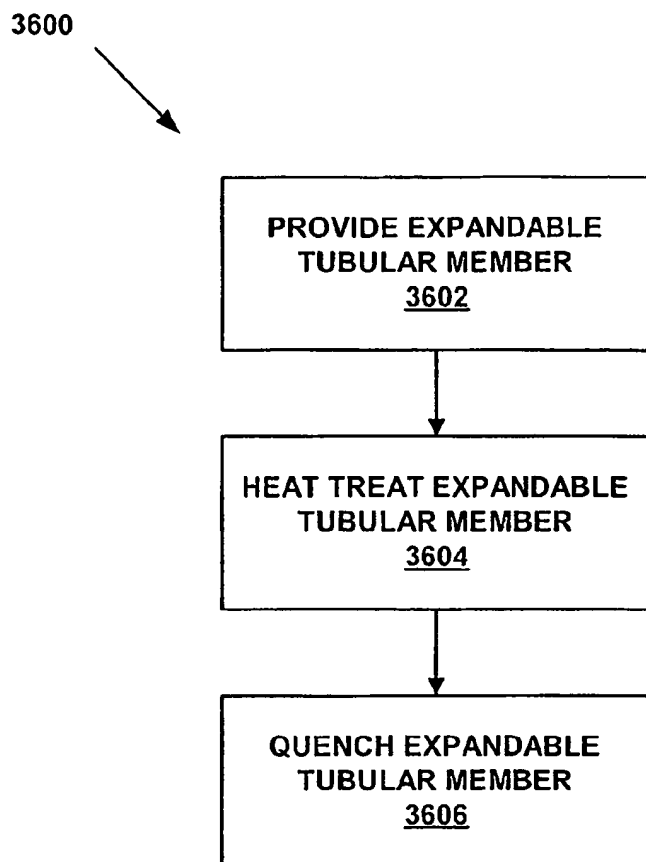 3600
PROVIDE EXPANDABLE
TUBULAR MEMBER
3602
HEAT TREAT EXPANDABLE
TUBULAR MEMBER
3604
QUENCH EXPANDABLE
TUBULAR MEMBER
3606